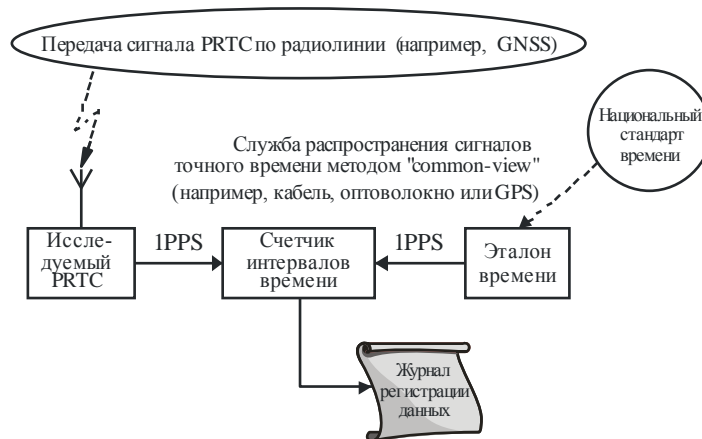 Передача сигнала PRTC по радиолинии (например, GNSS)
Национальный
стандарт
времени
Служба распространения сигналов
точного времени методом "common-view"
(например, кабель, оптоволокно или GPS)
Иссле-
дуемый
PRTC
1PPS
Счетчик
интервалов
времени
1PPS
Эталон
времени
Журнал
регистрации
данных